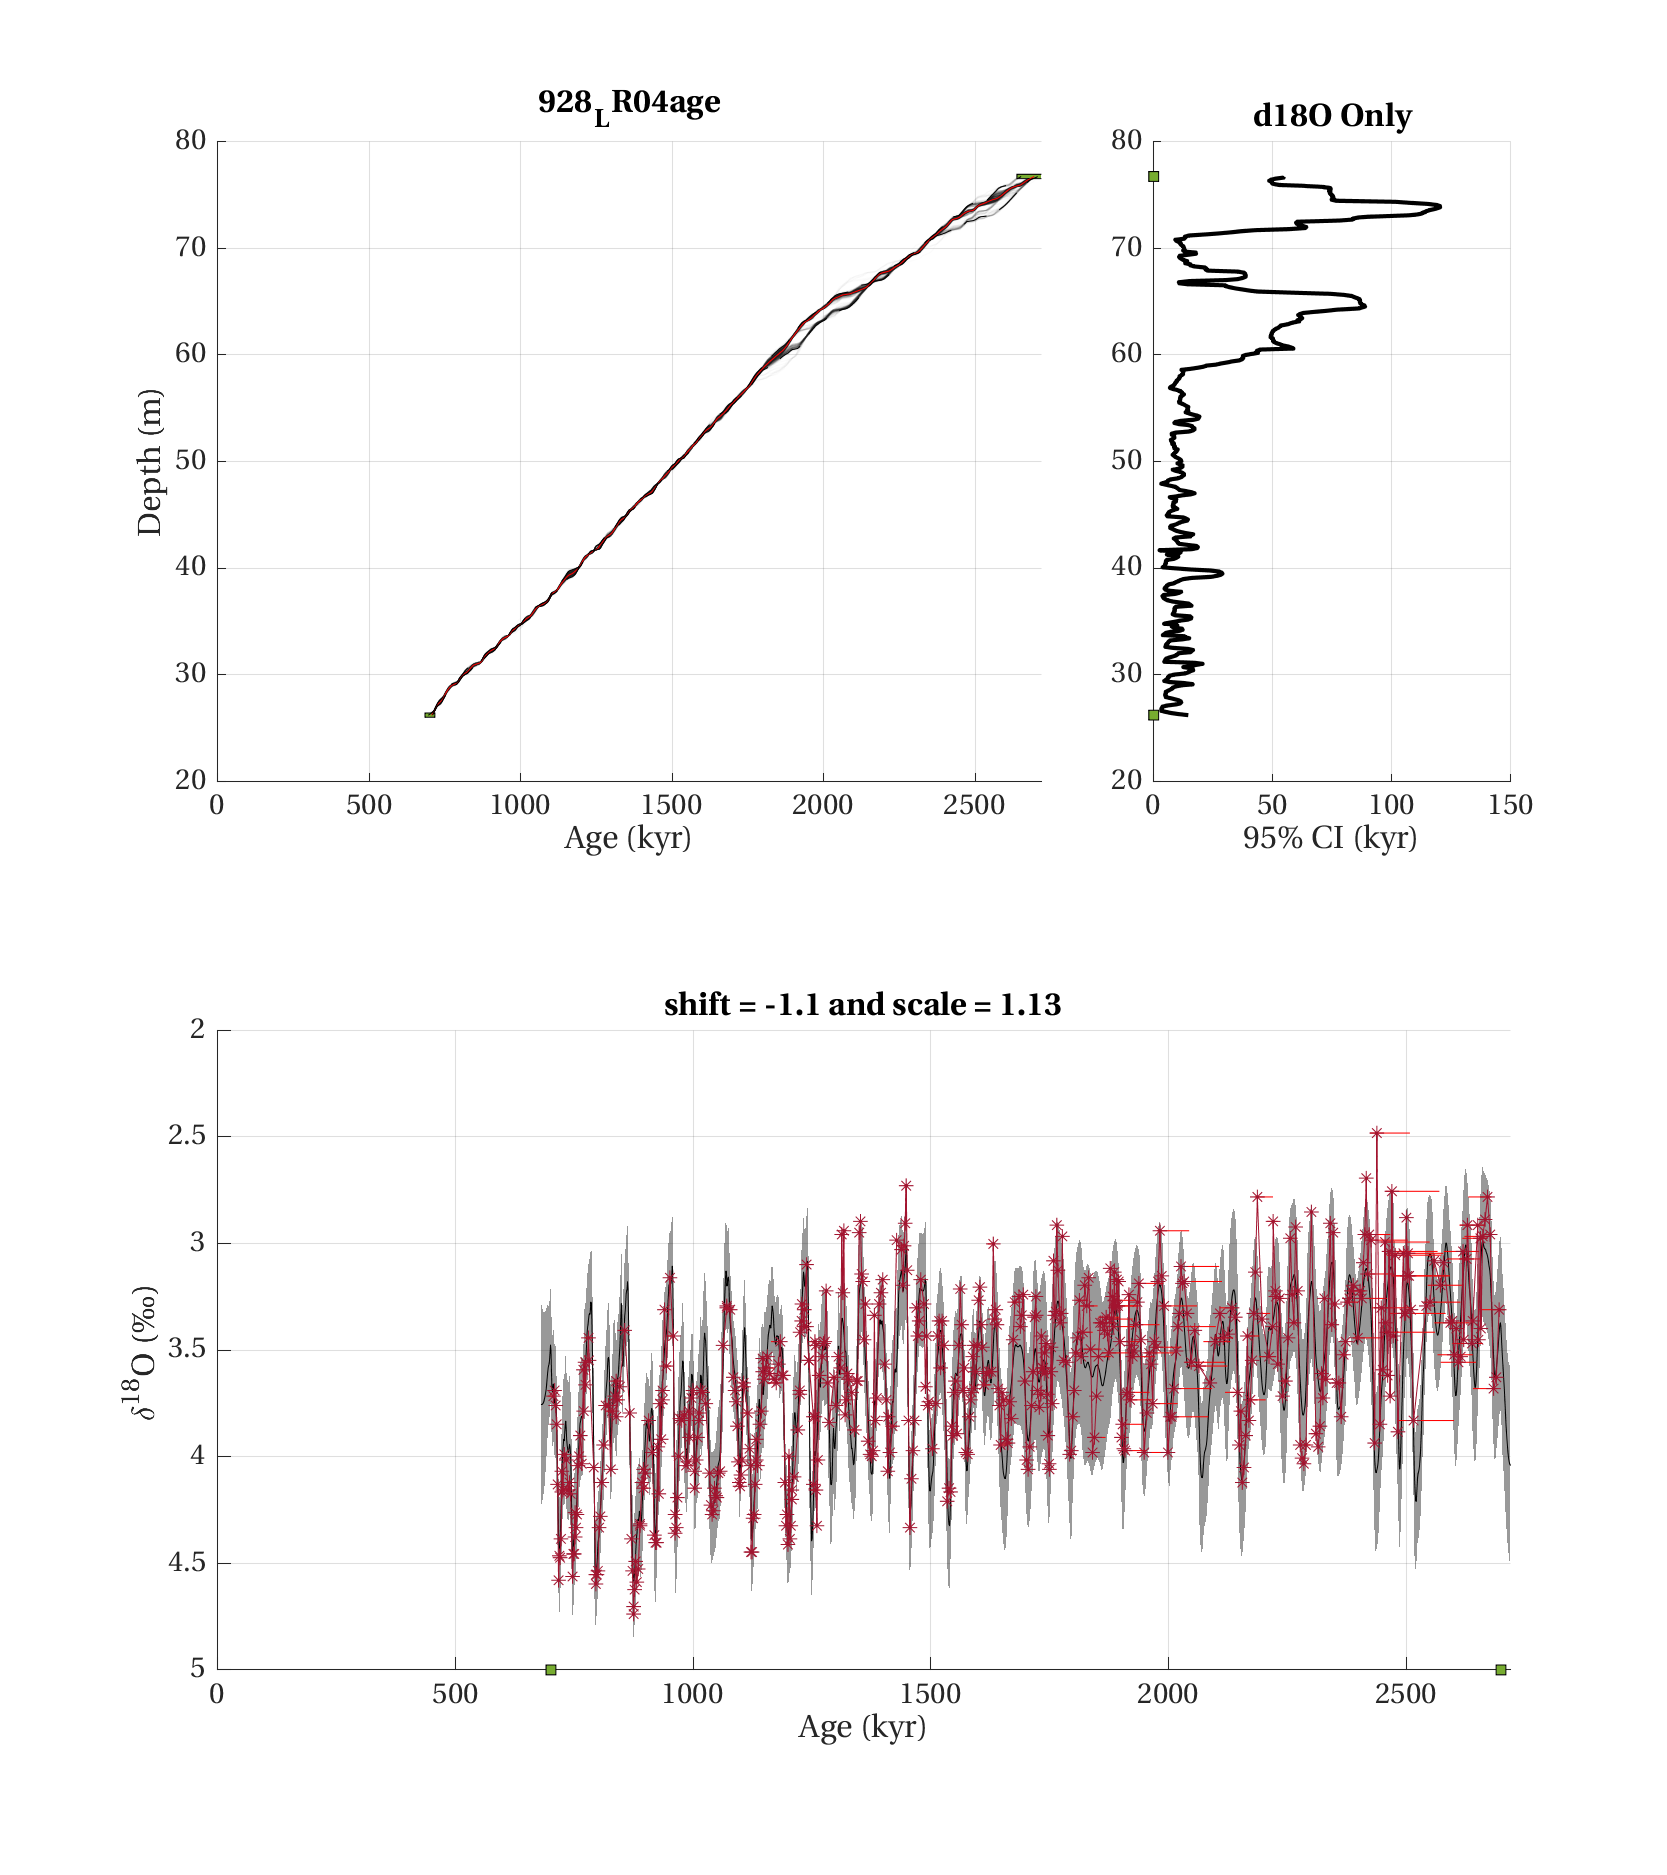 928_LR04age
d18O Only
80
70
60
50
40
30
20
Depth (m)
0 500 1000 1500 2000 2500
Age (kyr)
80
70
60
50
40
30
20
0 50 100 150
95% CI (kyr)
shift = -1.1 and scale = 1.13
2
2.5
3
3.5
4
4.5
5
δ¹⁸O (‰)
0 500 1000 1500 2000 2500
Age (kyr)